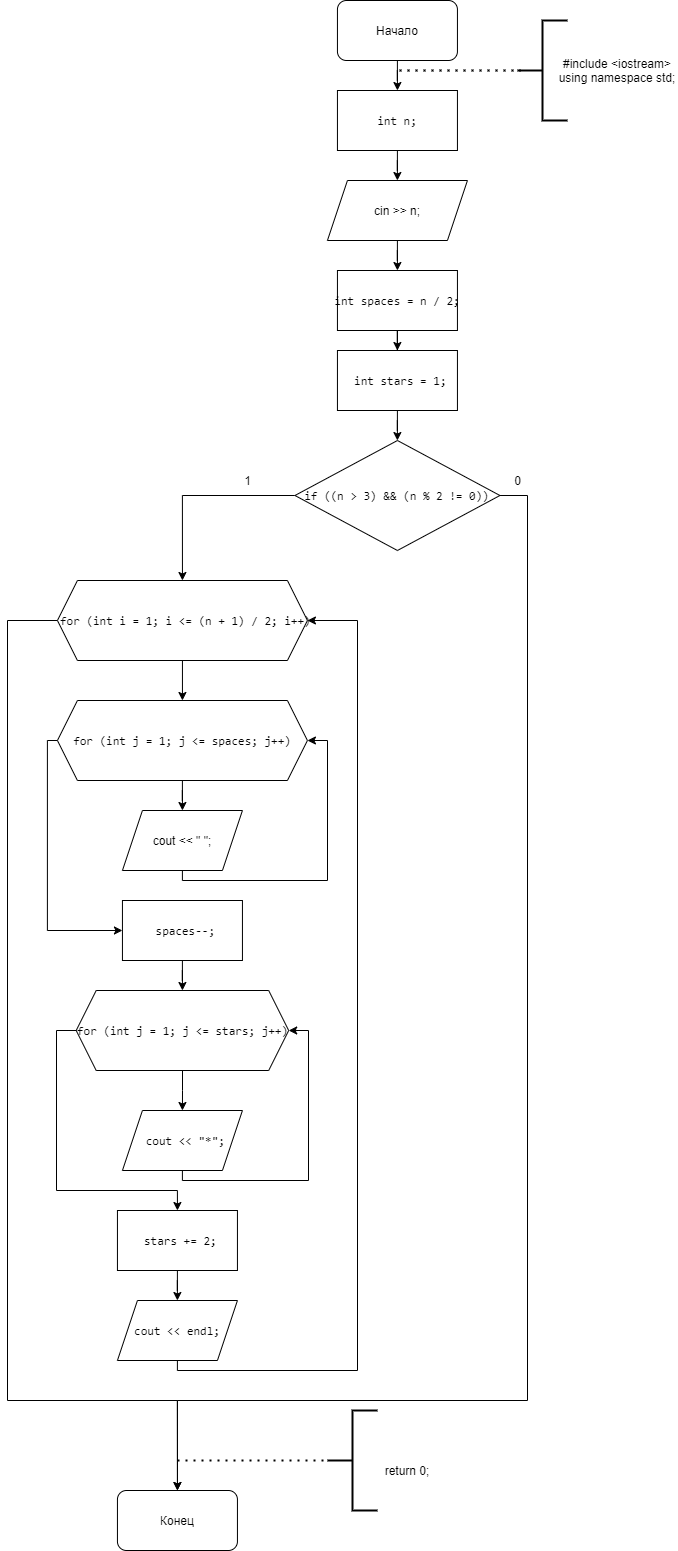 Начало
#include <iostream>
using namespace std;
int n;
cin >> n;
int spaces = n / 2;
int stars = 1;
1
0
if ((n > 3) && (n % 2 != 0))
for (int i = 1; i <= (n + 1) / 2; i++)
for (int j = 1; j <= spaces; j++)
cout << " ";
spaces--;
for (int j = 1; j <= stars; j++)
cout << "*";
stars += 2;
cout << endl;
return 0;
Конец